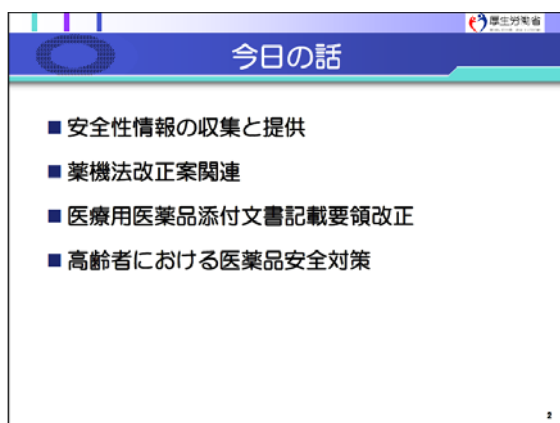 厚生労働省
今日の話
■ 安全性情報の収集と提供
■ 薬機法改正案関連
■ 医療用医薬品添付文書記載要領改正
■ 高齢者における医薬品安全対策
2